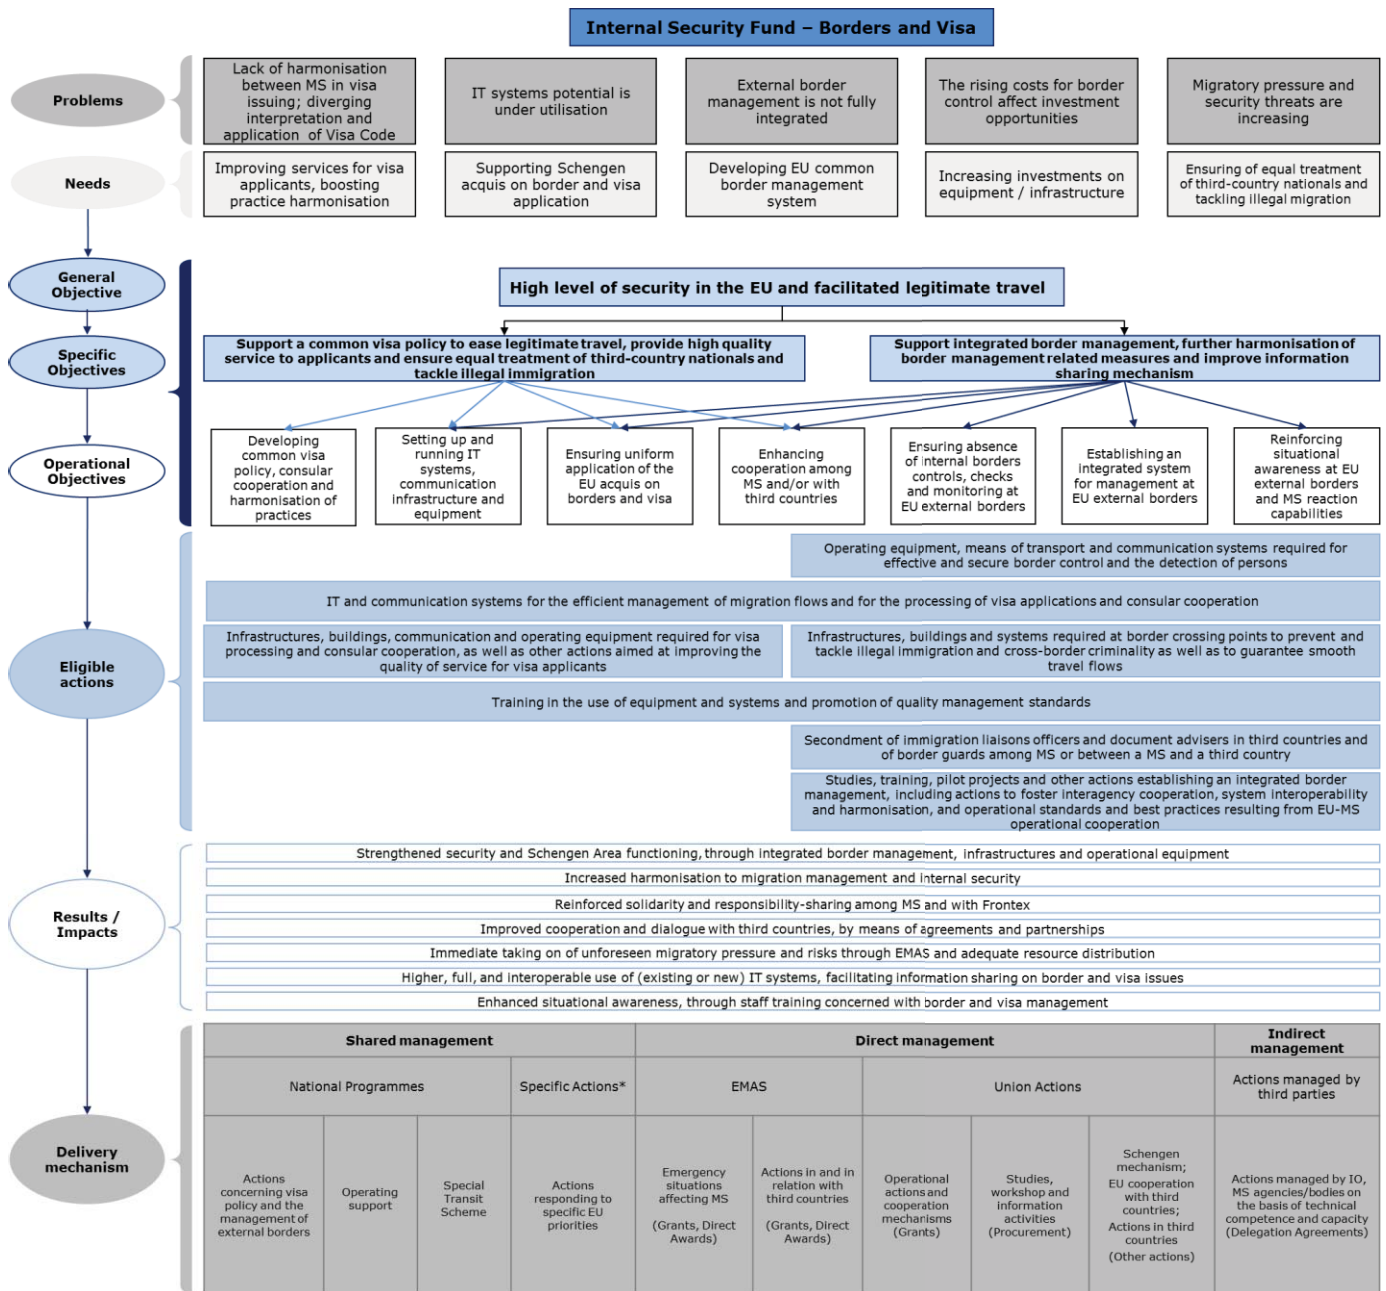 Internal Security Fund – Borders and Visa
Problems
Lack of harmonisation
between MS in visa
issuing; diverging
interpretation and
application of Visa Code
IT systems potential is
under utilisation
External border
management is not fully
integrated
The rising costs for border
control affect investment
opportunities
Migratory pressure and
security threats are
increasing
Needs
Improving services for visa
applicants, boosting
practice harmonisation
Supporting Schengen
acquis on border and visa
application
Developing EU common
border management
system
Increasing investments on
equipment / infrastructure
Ensuring of equal treatment
of third-country nationals and
tackling illegal migration
General
Objective
High level of security in the EU and facilitated legitimate travel
Specific
Objectives
Support a common visa policy to ease legitimate travel, provide high quality
service to applicants and ensure equal treatment of third-country nationals and
tackle illegal immigration
Support integrated border management, further harmonisation of
border management related measures and improve information
sharing mechanism
Operational
Objectives
Developing
common visa
policy, consular
cooperation and
harmonisation of
practices
Setting up and
running IT
systems,
communication
infrastructure and
equipment
Ensuring uniform
application of the
EU acquis on
borders and visa
Enhancing
cooperation among
MS and/or with
third countries
Ensuring absence
of internal borders
controls, checks
and monitoring at
EU external borders
Establishing an
integrated system
for management at
EU external borders
Reinforcing
situational
awareness at EU
external borders
and MS reaction
capabilities
Eligible
actions
Operating equipment, means of transport and communication systems required for
effective and secure border control and the detection of persons
IT and communication systems for the efficient management of migration flows and for the processing of visa applications and consular cooperation
Infrastructures, buildings, communication and operating equipment required for visa
processing and consular cooperation, as well as other actions aimed at improving the
quality of service for visa applicants
Infrastructures, buildings and systems required at border crossing points to prevent and
tackle illegal immigration and cross-border criminality as well as to guarantee smooth
travel flows
Training in the use of equipment and systems and promotion of quality management standards
Secondment of immigration liaisons officers and document advisers in third countries and
of border guards among MS or between a MS and a third country
Studies, training, pilot projects and other actions establishing an integrated border
management, including actions to foster interagency cooperation, system interoperability
and harmonisation, and operational standards and best practices resulting from EU-MS
operational cooperation
Results /
Impacts
Strengthened security and Schengen Area functioning, through integrated border management, infrastructures and operational equipment
Increased harmonisation to migration management and internal security
Reinforced solidarity and responsibility-sharing among MS and with Frontex
Improved cooperation and dialogue with third countries, by means of agreements and partnerships
Immediate taking on of unforeseen migratory pressure and risks through EMAS and adequate resource distribution
Higher, full, and interoperable use of (existing or new) IT systems, facilitating information sharing on border and visa issues
Enhanced situational awareness, through staff training concerned with border and visa management
Delivery
mechanism
Shared management
Direct management
Indirect
management
National Programmes
Specific Actions*
EMAS
Union Actions
Actions managed by
third parties
Actions
concerning visa
policy and the
management of
external borders
Operating
support
Special
Transit
Scheme
Actions
responding to
specific EU
priorities
Emergency
situations
affecting MS
(Grants, Direct
Awards)
Actions in and in
relation with
third countries
(Grants, Direct
Awards)
Operational
actions and
cooperation
mechanisms
(Grants)
Studies,
workshop and
information
activities
(Procurement)
Schengen
mechanism;
EU cooperation
with third
countries;
Actions in third
countries
(Other actions)
Actions managed by IO,
MS agencies/bodies on
the basis of technical
competence and capacity
(Delegation Agreements)